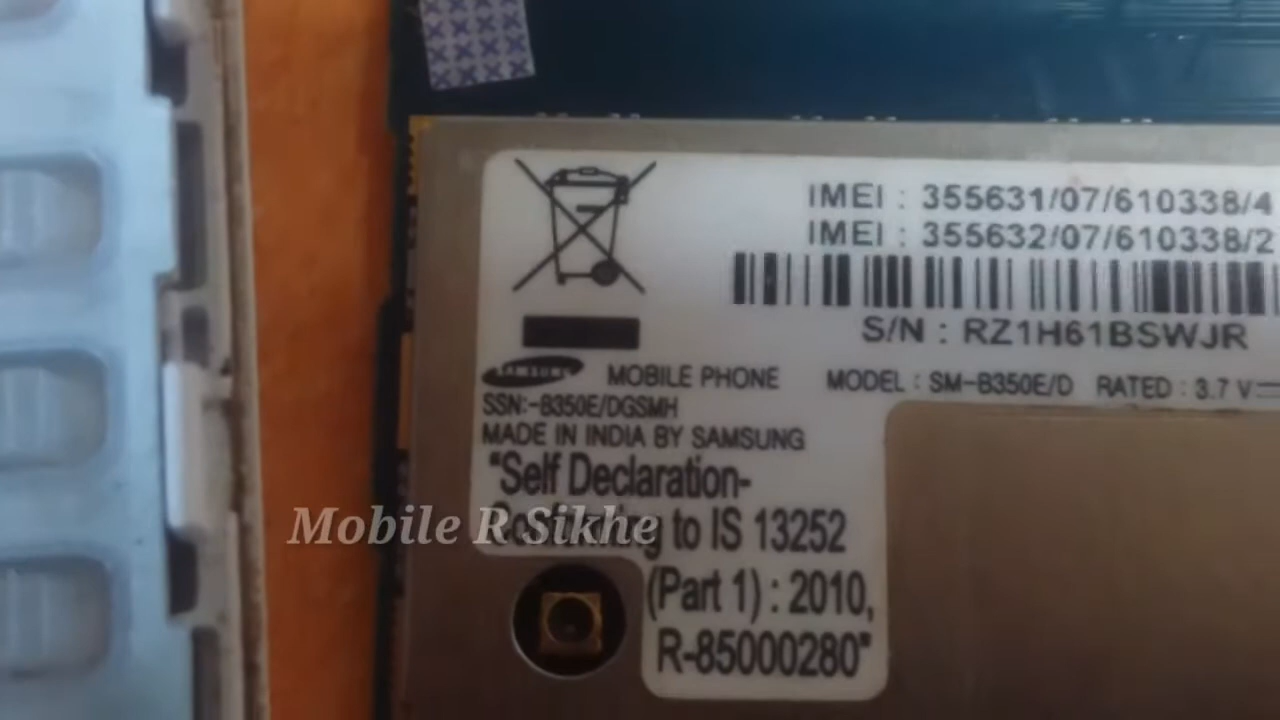 IMEI : 355631/07/610338/4
IMEI : 355632/07/610338/2
S/N : RZ1H61BSWJR
SAMSUNG MOBILE PHONE MODEL : SM-B350E/D RATED : 3.7 V
SSN:-B350E/DGSMH
MADE IN INDIA BY SAMSUNG
"Self Declaration-
Conforming to IS 13252
(Part 1) : 2010,
R-85000280"
Mobile R Sikhe